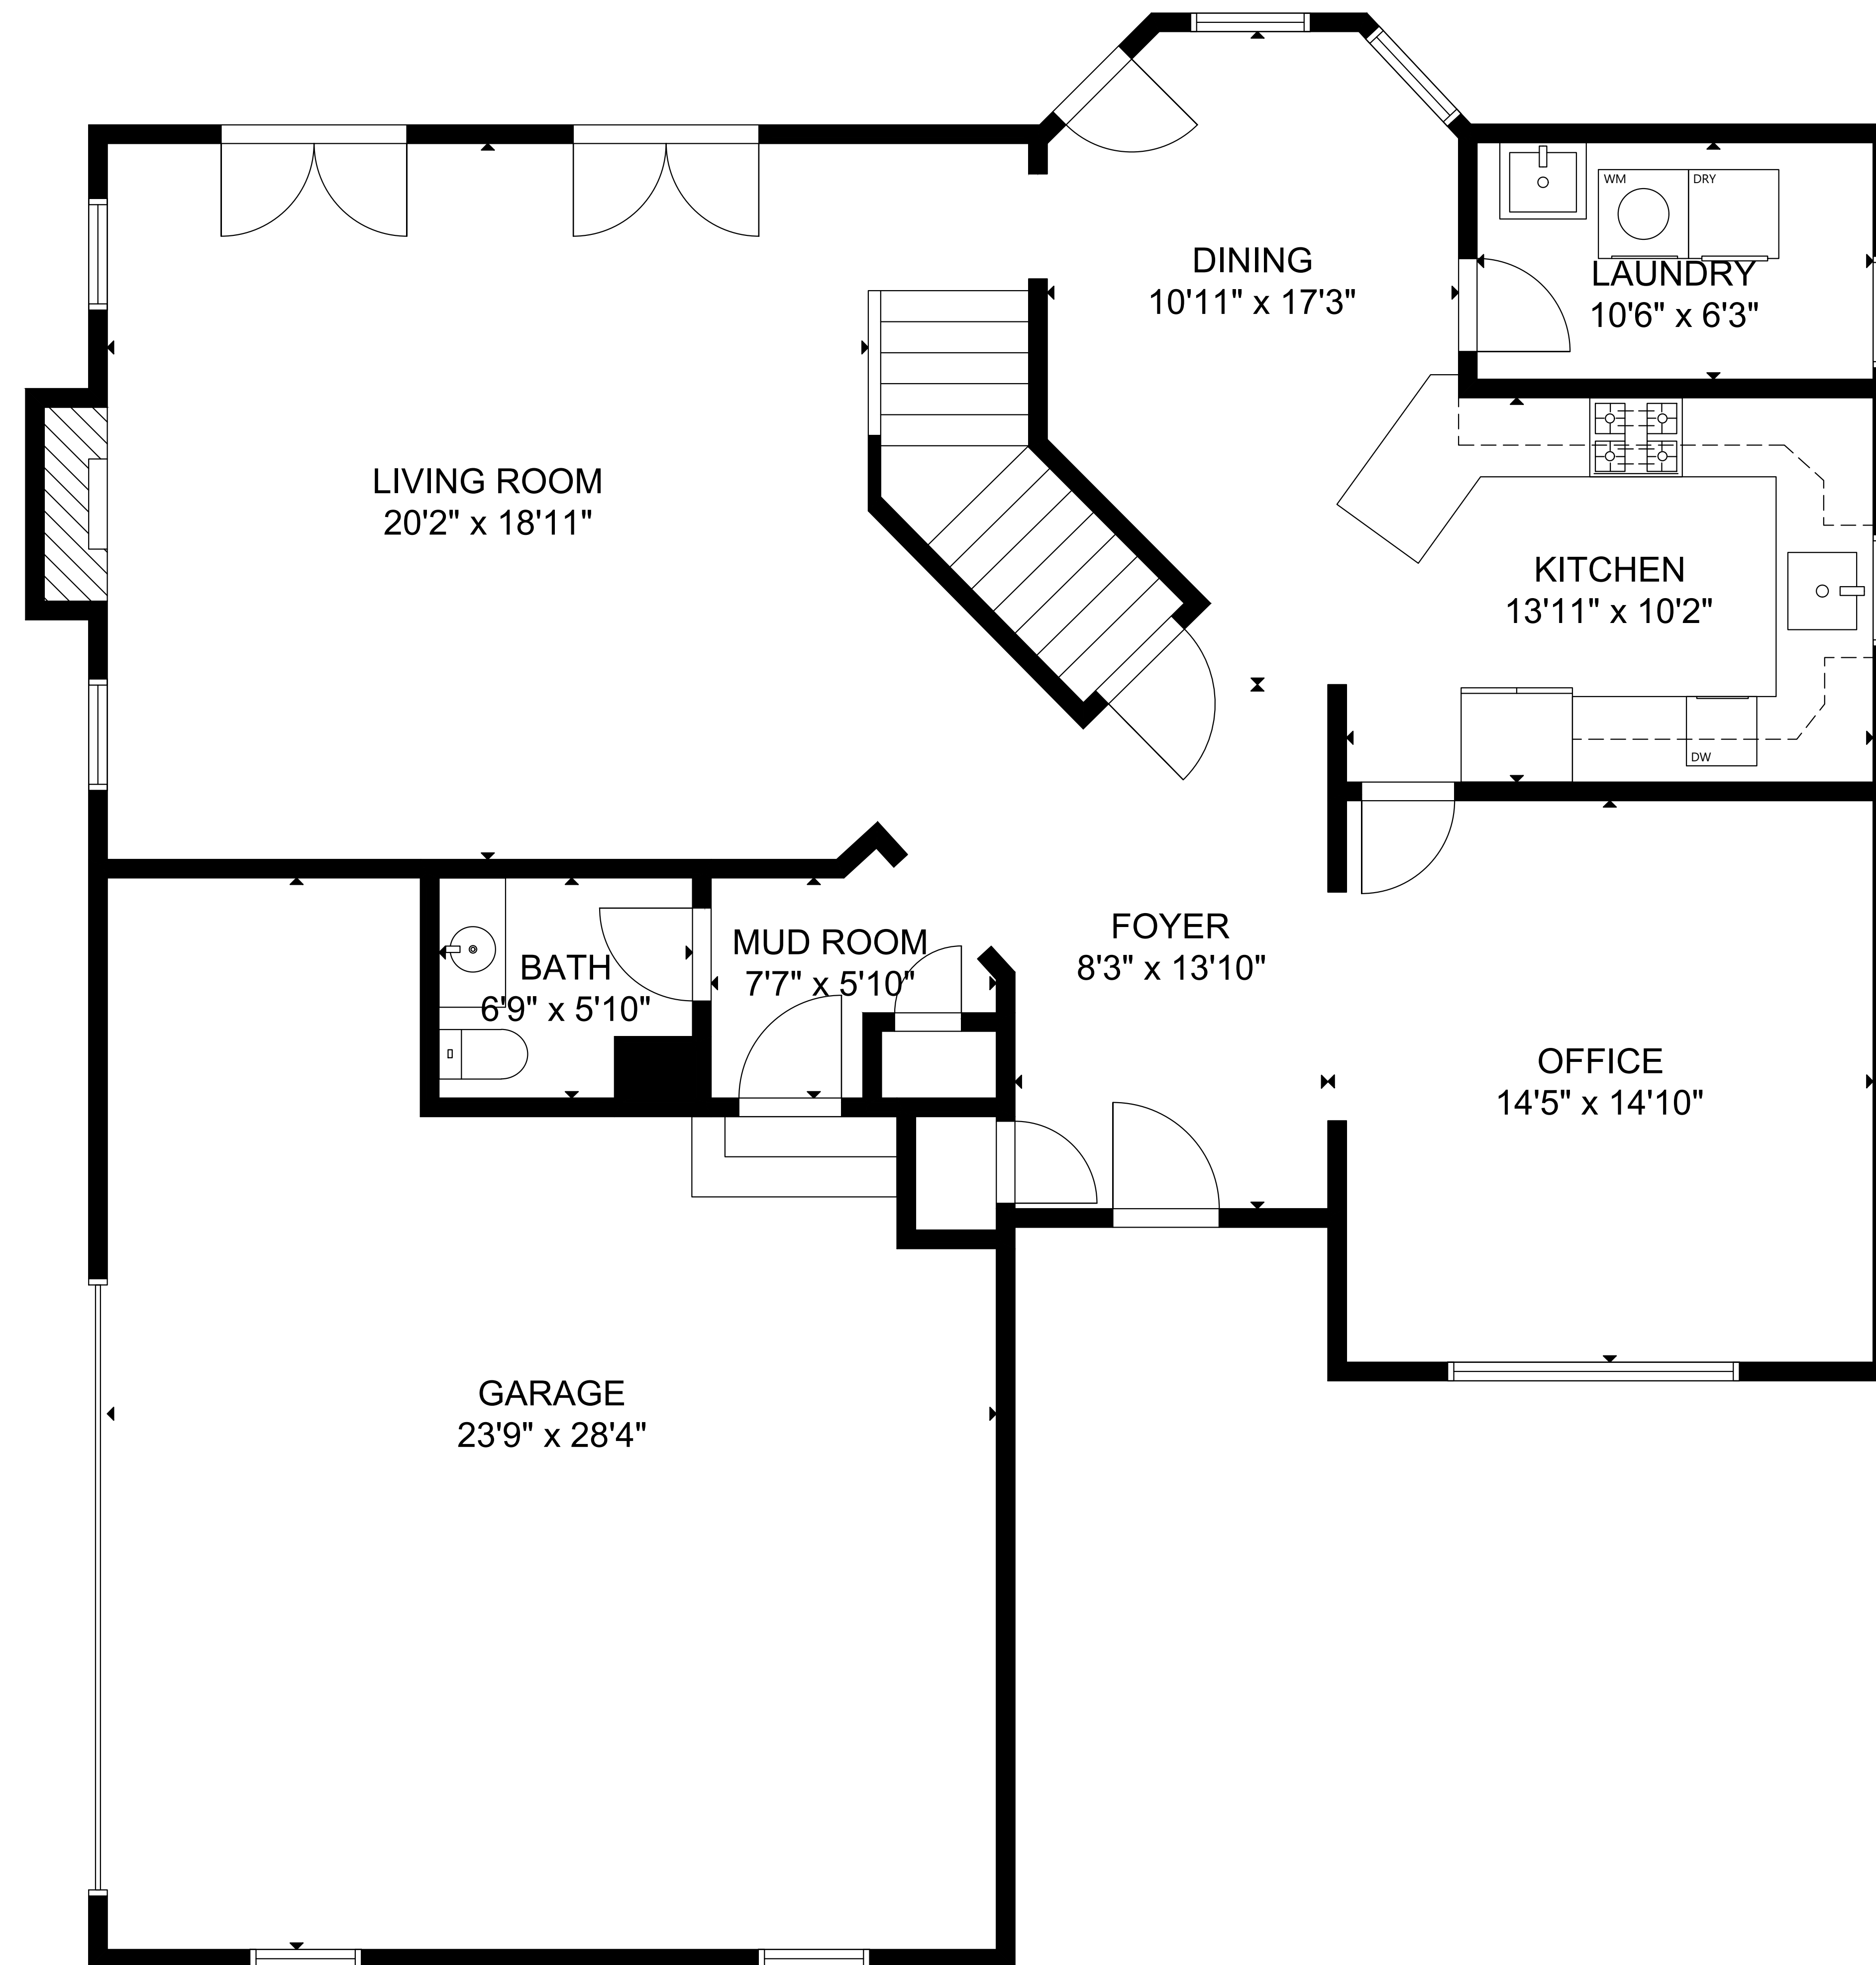 DINING
10'11" x 17'3"
WM
DRY
LAUNDRY
10'6" x 6'3"
LIVING ROOM
20'2" x 18'11"
KITCHEN
13'11" x 10'2"
DW
FOYER
8'3" x 13'10"
MUD ROOM
7'7" x 5'10"
BATH
6'9" x 5'10"
OFFICE
14'5" x 14'10"
GARAGE
23'9" x 28'4"